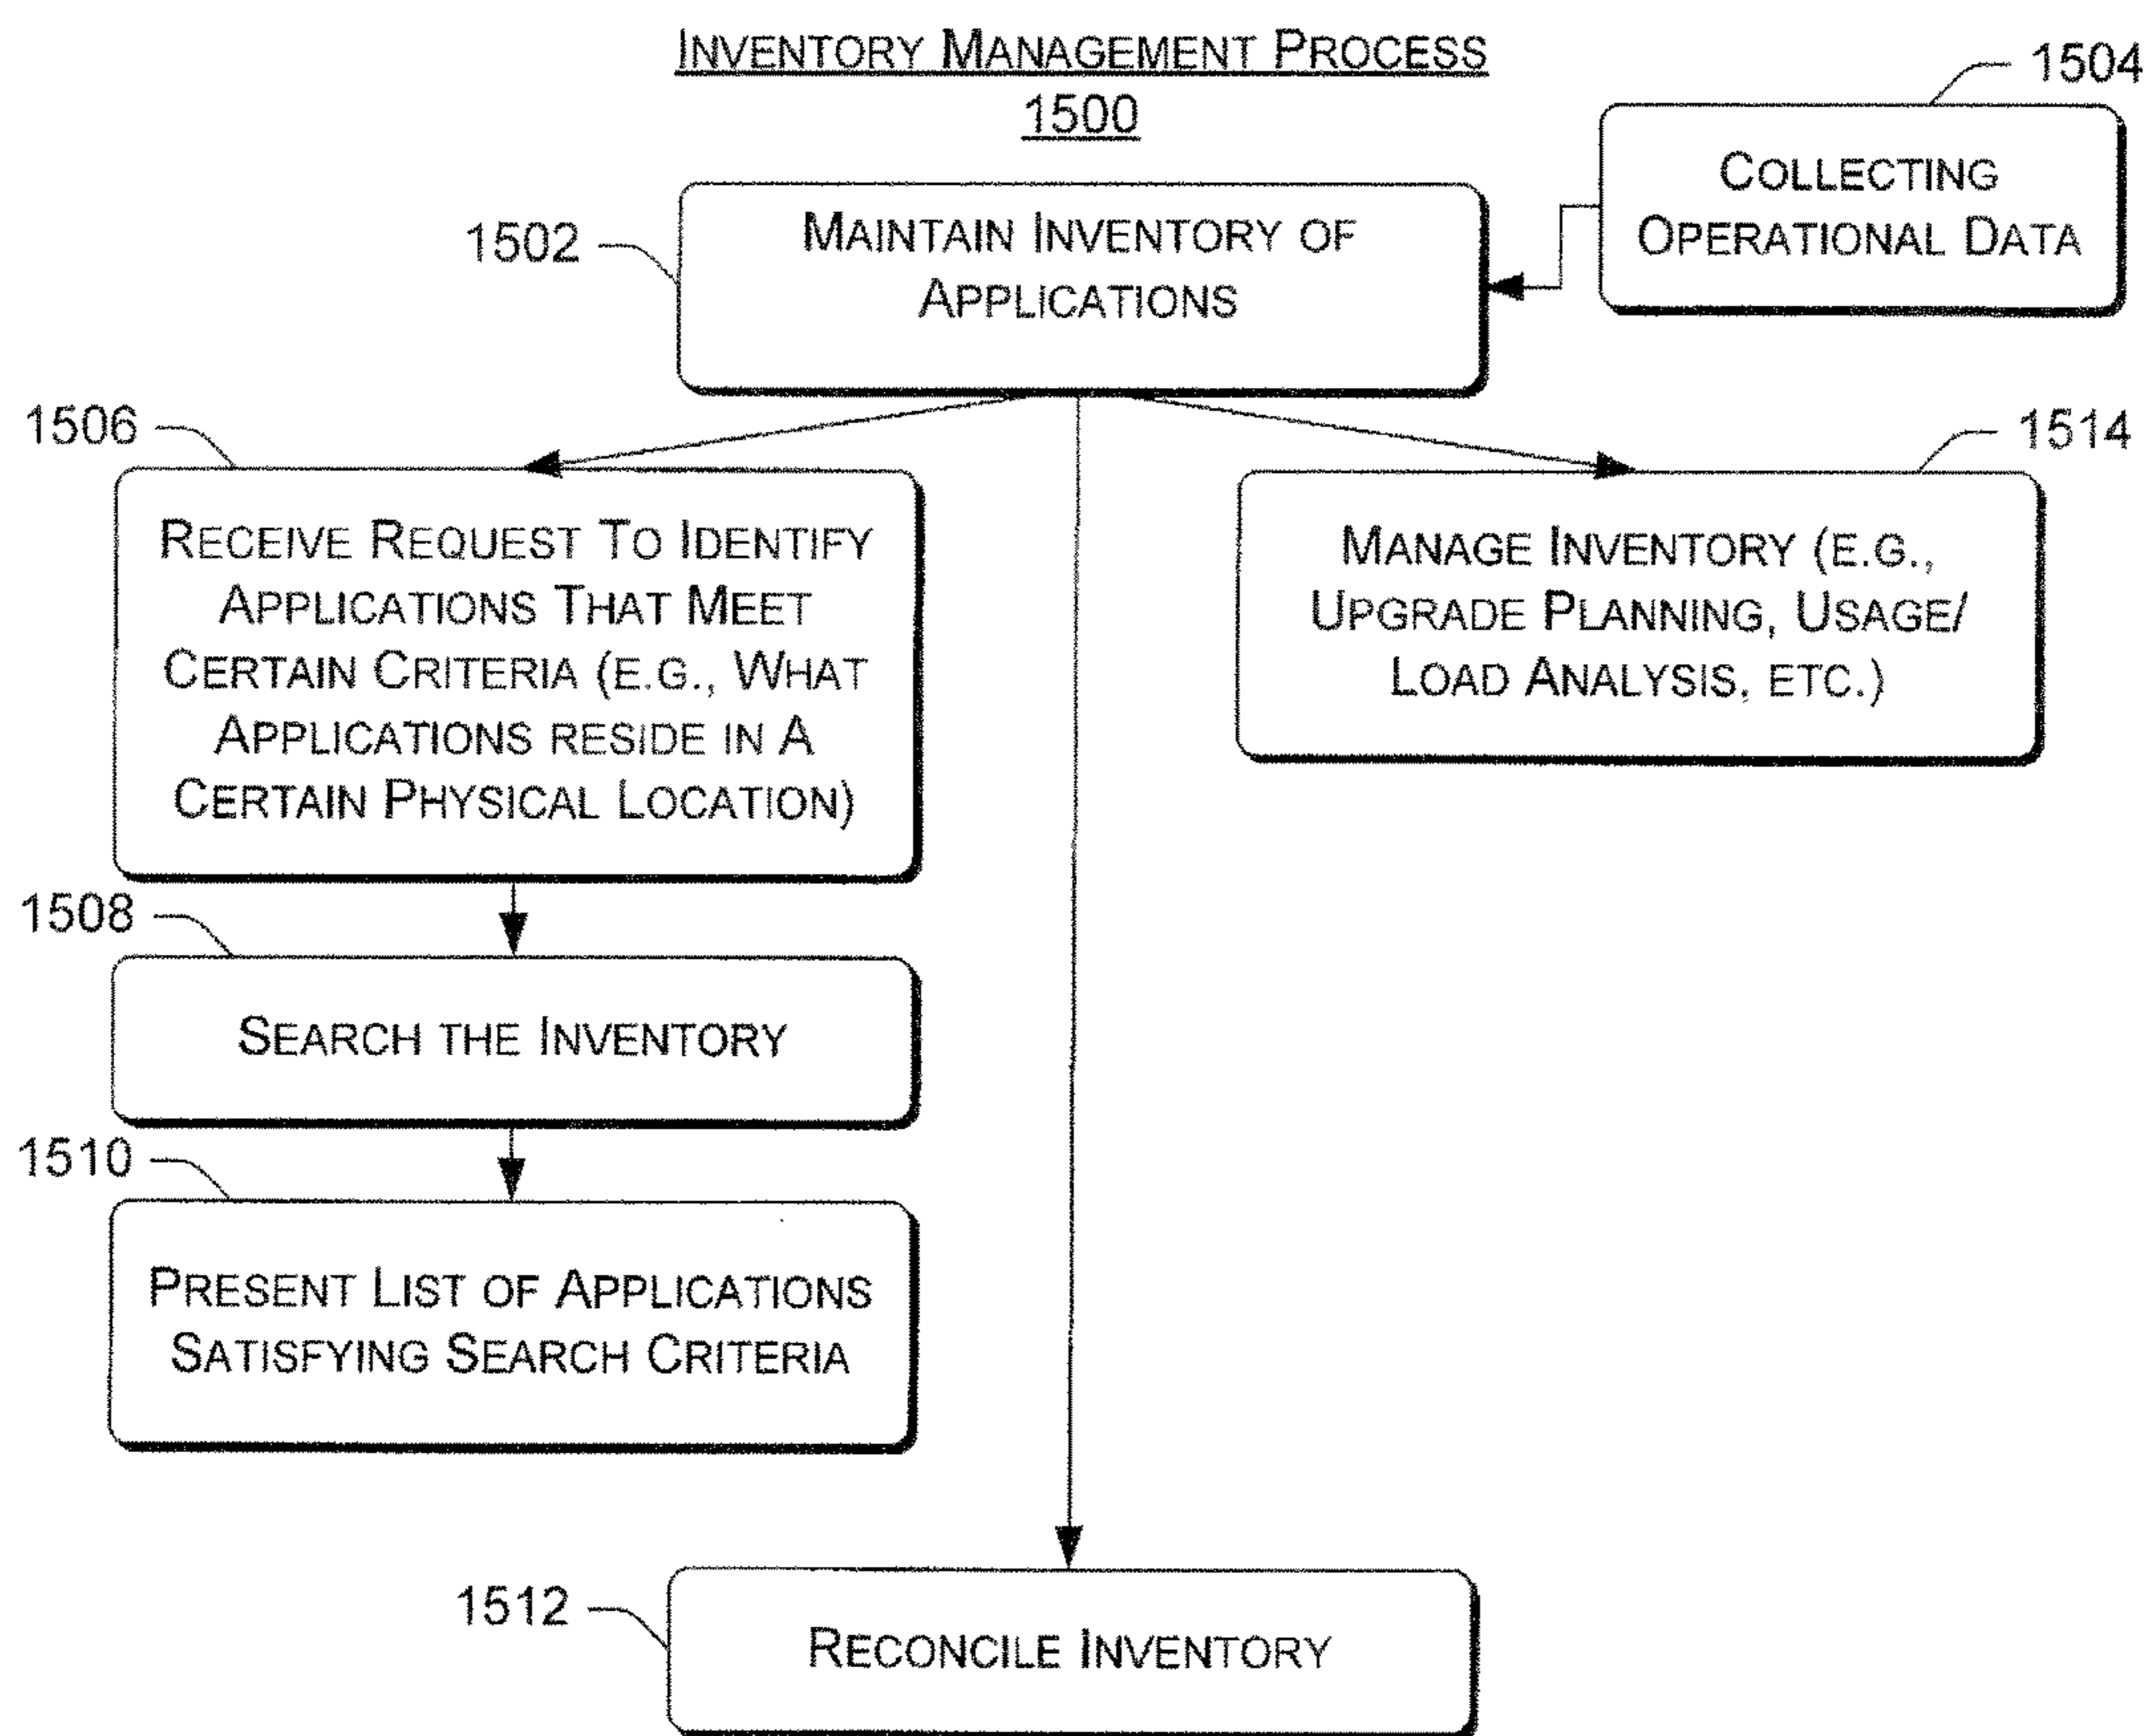 INVENTORY MANAGEMENT PROCESS
1500
1504
COLLECTING
OPERATIONAL DATA
1502
MAINTAIN INVENTORY OF
APPLICATIONS
1506
RECEIVE REQUEST TO IDENTIFY
APPLICATIONS THAT MEET
CERTAIN CRITERIA (E.G., WHAT
APPLICATIONS RESIDE IN A
CERTAIN PHYSICAL LOCATION)
1514
MANAGE INVENTORY (E.G.,
UPGRADE PLANNING, USAGE/
LOAD ANALYSIS, ETC.)
1508
SEARCH THE INVENTORY
1510
PRESENT LIST OF APPLICATIONS
SATISFYING SEARCH CRITERIA
1512
RECONCILE INVENTORY